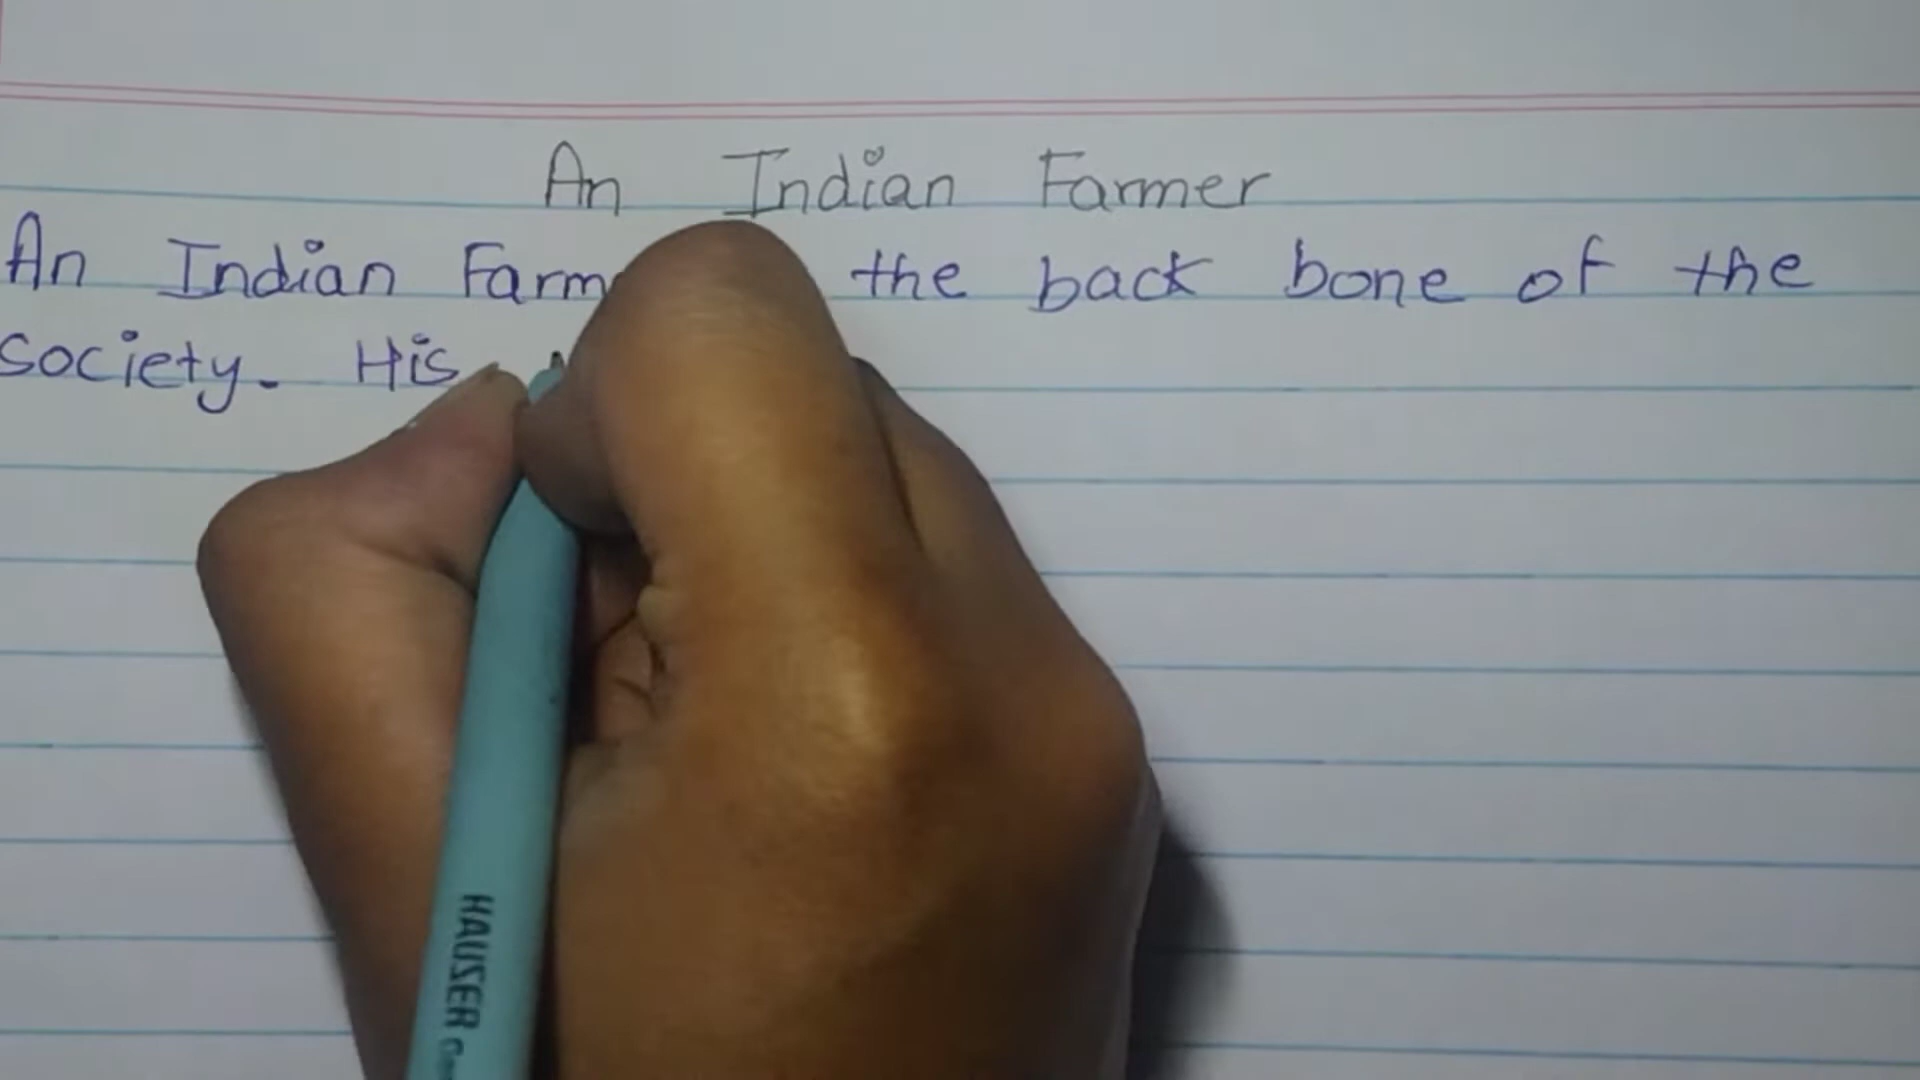 An Indian Farmer
An Indian Farm the back bone of the
society. His
HAUSER